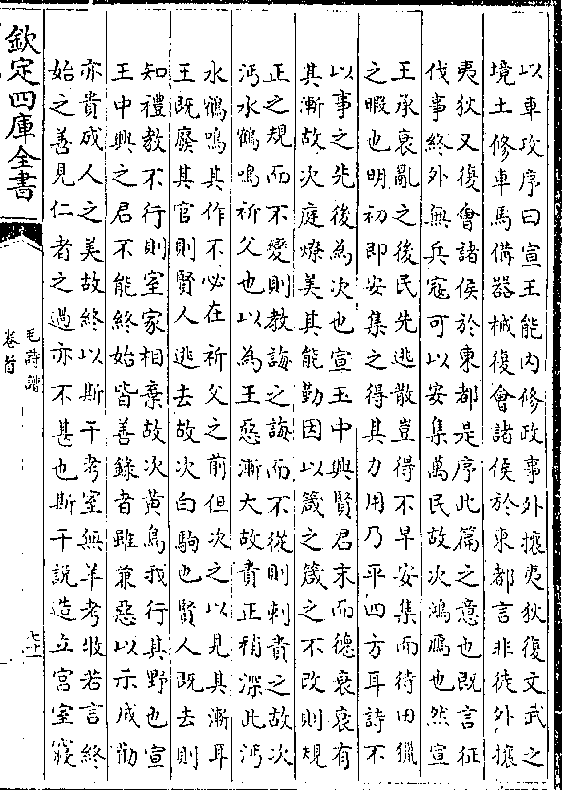 以車攻序曰宣王能内修政事外攘夷狄復文武之
境土修車馬備器械復會諸侯於東都言非徒外攘
夷狄又復會諸侯於東都是序此篇之意也既言征
伐事終外無兵寇可以安集萬民故次鴻鴈也然宣
王承衰亂之後民先逃散豈得不早安集而待田獵
之暇也明初即安集之得其力用乃平四方耳詩不
以事之先後為次也宣王中興賢君末而德衰衰有
其漸故次庭燎美其能勤因以箴之箴之不改則規
正之規而不變則教誨之誨而不從則刺責之故次
沔水鶴鳴祈父也以為王惡漸大故責正稍深此沔
水鶴鳴其作不必在祈父之前但次之以見其漸耳
王既廢其官則賢人逃去故次白駒也賢人既去則
知禮教不行則室家相棄故次黄鳥我行其野也宣
王中興之君不能終始皆善錄者雖兼惡以示戒勸
亦貴成人之美故終以斯干考室無羊考牧若言終
始之善見仁者之過亦不甚也斯干說造立宫室寢
欽定四庫全書
毛詩譜
卷首